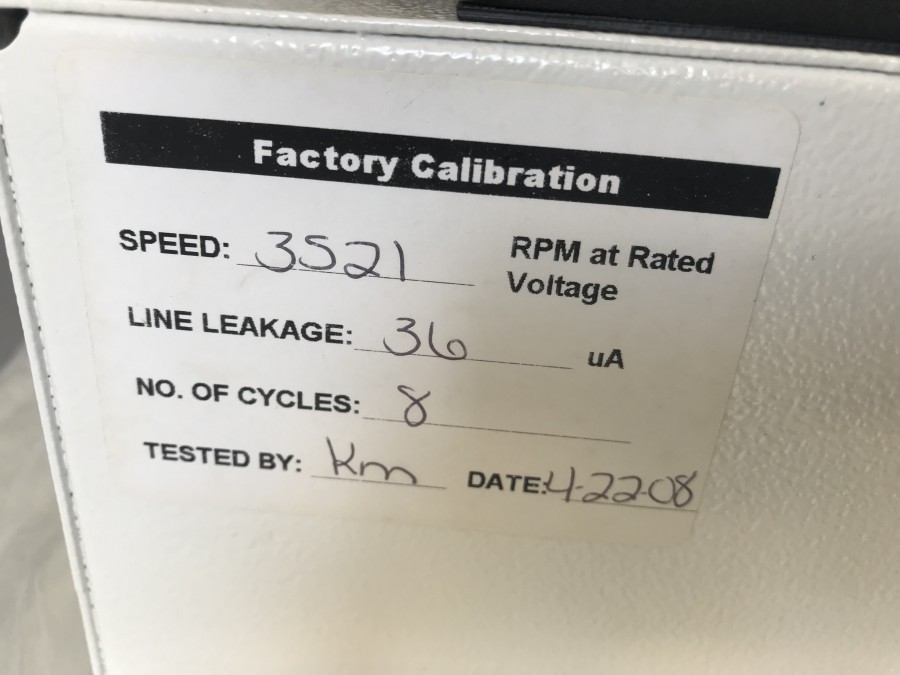 Factory Calibration
SPEED: 3521 RPM at Rated
Voltage
LINE LEAKAGE: 36 uA
NO. OF CYCLES: 8
TESTED BY: Km DATE: 4-22-08